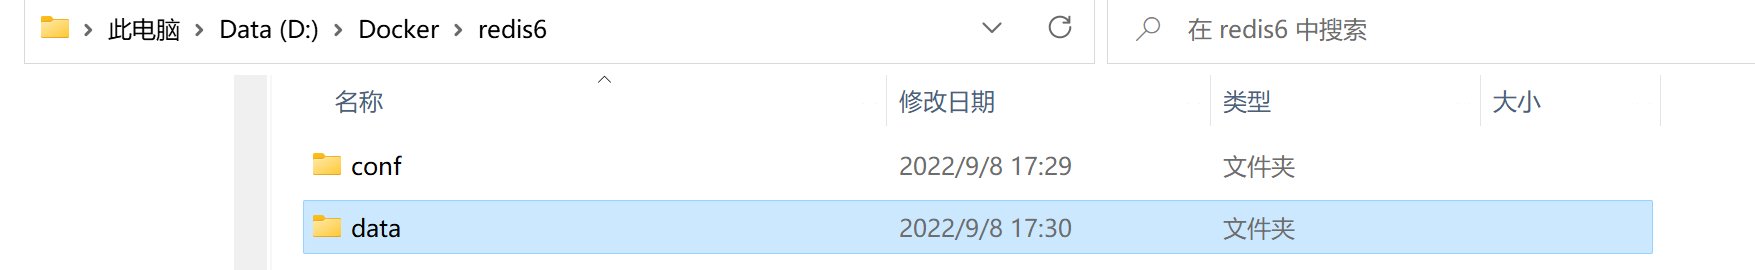 此电脑 > Data (D:) > Docker > redis6 在 redis6 中搜索
名称 修改日期 类型 大小
conf 2022/9/8 17:29 文件夹
data 2022/9/8 17:30 文件夹